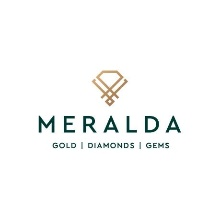 MERALDA
GOLD | DIAMONDS | GEMS